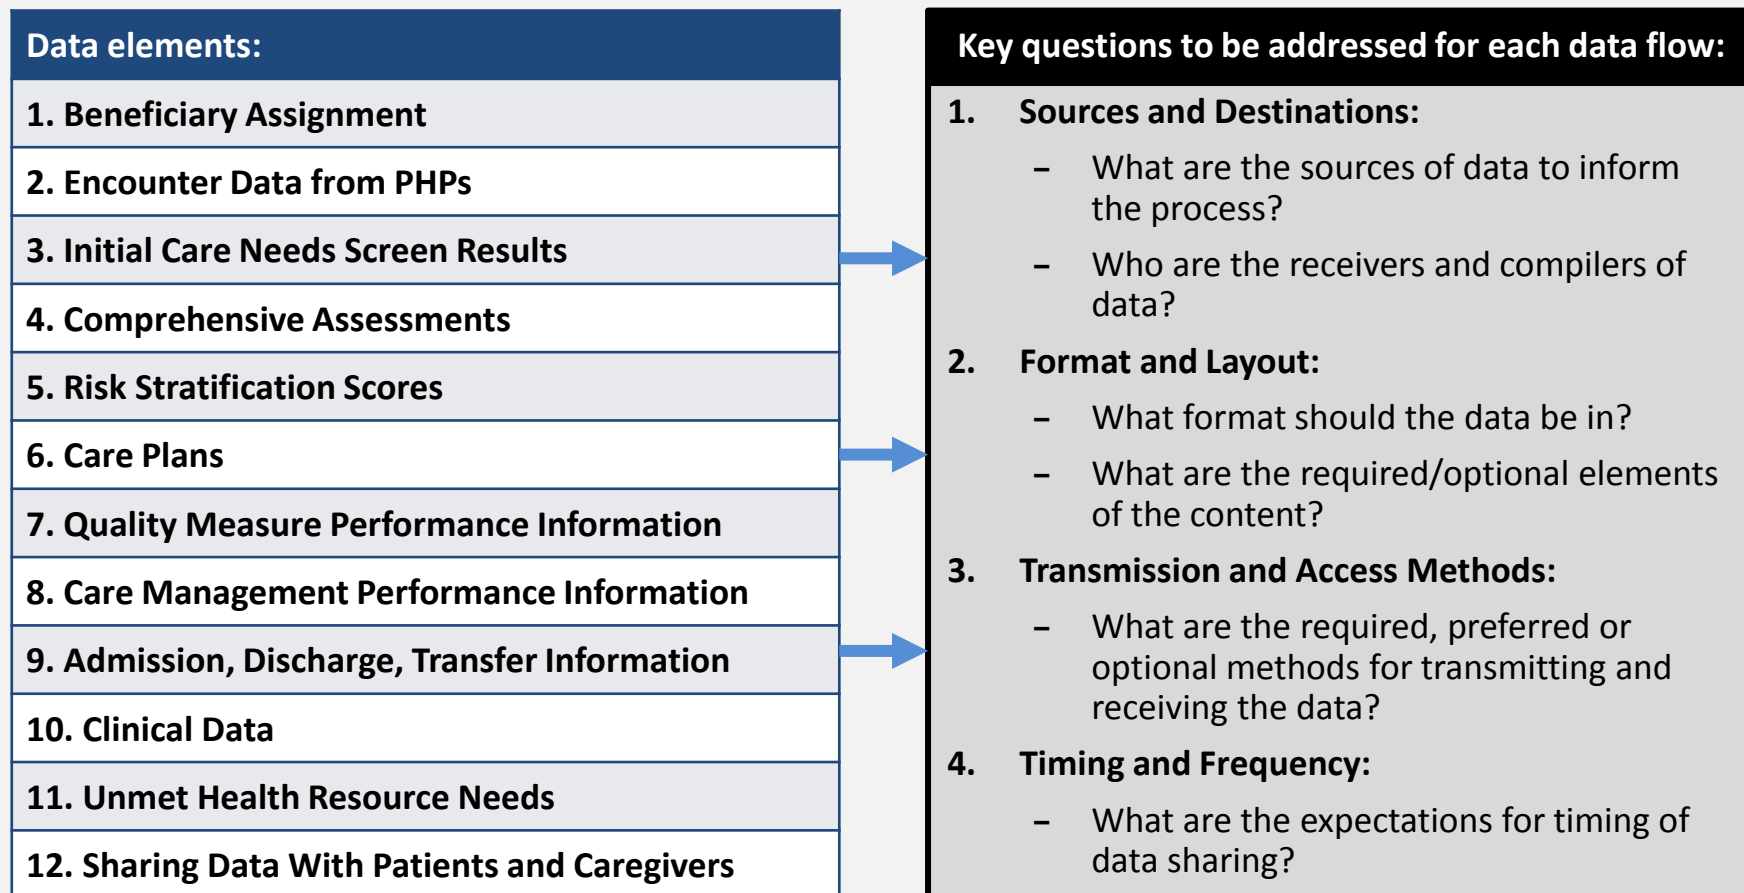 Data elements:
1. Beneficiary Assignment
2. Encounter Data from PHPs
3. Initial Care Needs Screen Results
4. Comprehensive Assessments
5. Risk Stratification Scores
6. Care Plans
7. Quality Measure Performance Information
8. Care Management Performance Information
9. Admission, Discharge, Transfer Information
10. Clinical Data
11. Unmet Health Resource Needs
12. Sharing Data With Patients and Caregivers
Key questions to be addressed for each data flow:
1. Sources and Destinations:
– What are the sources of data to inform
the process?
– Who are the receivers and compilers of
data?
2. Format and Layout:
– What format should the data be in?
– What are the required/optional elements
of the content?
3. Transmission and Access Methods:
– What are the required, preferred or
optional methods for transmitting and
receiving the data?
4. Timing and Frequency:
– What are the expectations for timing of
data sharing?